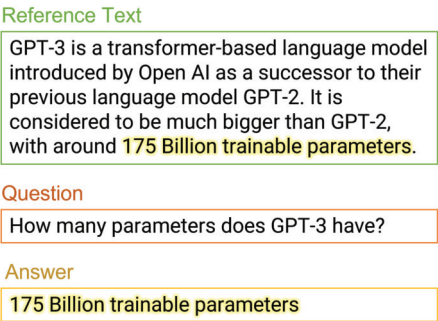 Reference Text
GPT-3 is a transformer-based language model
introduced by Open AI as a successor to their
previous language model GPT-2. It is
considered to be much bigger than GPT-2,
with around 175 Billion trainable parameters.
Question
How many parameters does GPT-3 have?
Answer
175 Billion trainable parameters